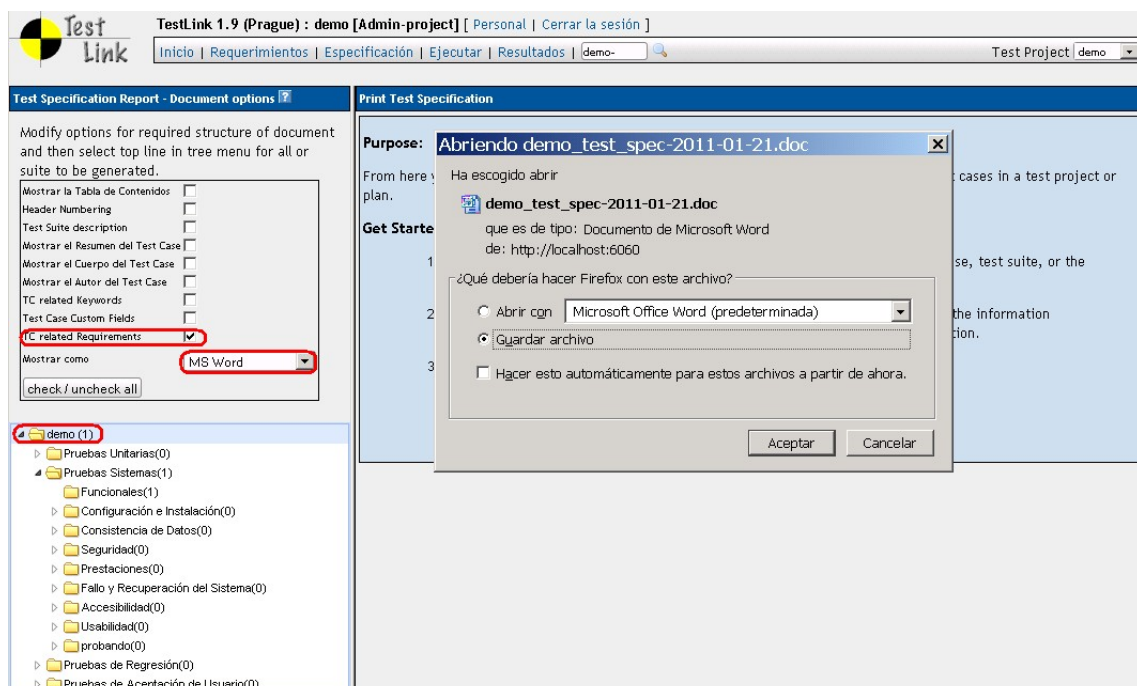 Test
Link
TestLink 1.9 (Prague) : demo [Admin-project] [ Personal | Cerrar la sesión ]
Inicio | Requerimientos | Especificación | Ejecutar | Resultados | demo-
Test Project demo
Test Specification Report - Document options ?
Modify options for required structure of document
and then select top line in tree menu for all or
suite to be generated.
Mostrar la Tabla de Contenidos
Header Numbering
Test Suite description
Mostrar el Resumen del Test Case
Mostrar el Cuerpo del Test Case
Mostrar el Autor del Test Case
TC related Keywords
Test Case Custom Fields
TC related Requirements
Mostrar como MS Word
check / uncheck all
demo (1)
Pruebas Unitarias(0)
Pruebas Sistemas(1)
Funcionales(1)
Configuración e Instalación(0)
Consistencia de Datos(0)
Seguridad(0)
Prestaciones(0)
Fallo y Recuperación del Sistema(0)
Accesibilidad(0)
Usabilidad(0)
probando(0)
Pruebas de Regresión(0)
Pruebas de Aceptación de Usuario(0)
Print Test Specification
Purpose:
From here
cases in a test project or
plan.
Get Starte
1
se, test suite, or the
2
the information
tion.
3
Abriendo demo_test_spec-2011-01-21.doc
Ha escogido abrir
demo_test_spec-2011-01-21.doc
que es de tipo: Documento de Microsoft Word
de: http://localhost:6060
¿Qué debería hacer Firefox con este archivo?
Abrir con Microsoft Office Word (predeterminada)
Guardar archivo
Hacer esto automáticamente para estos archivos a partir de ahora.
Aceptar Cancelar